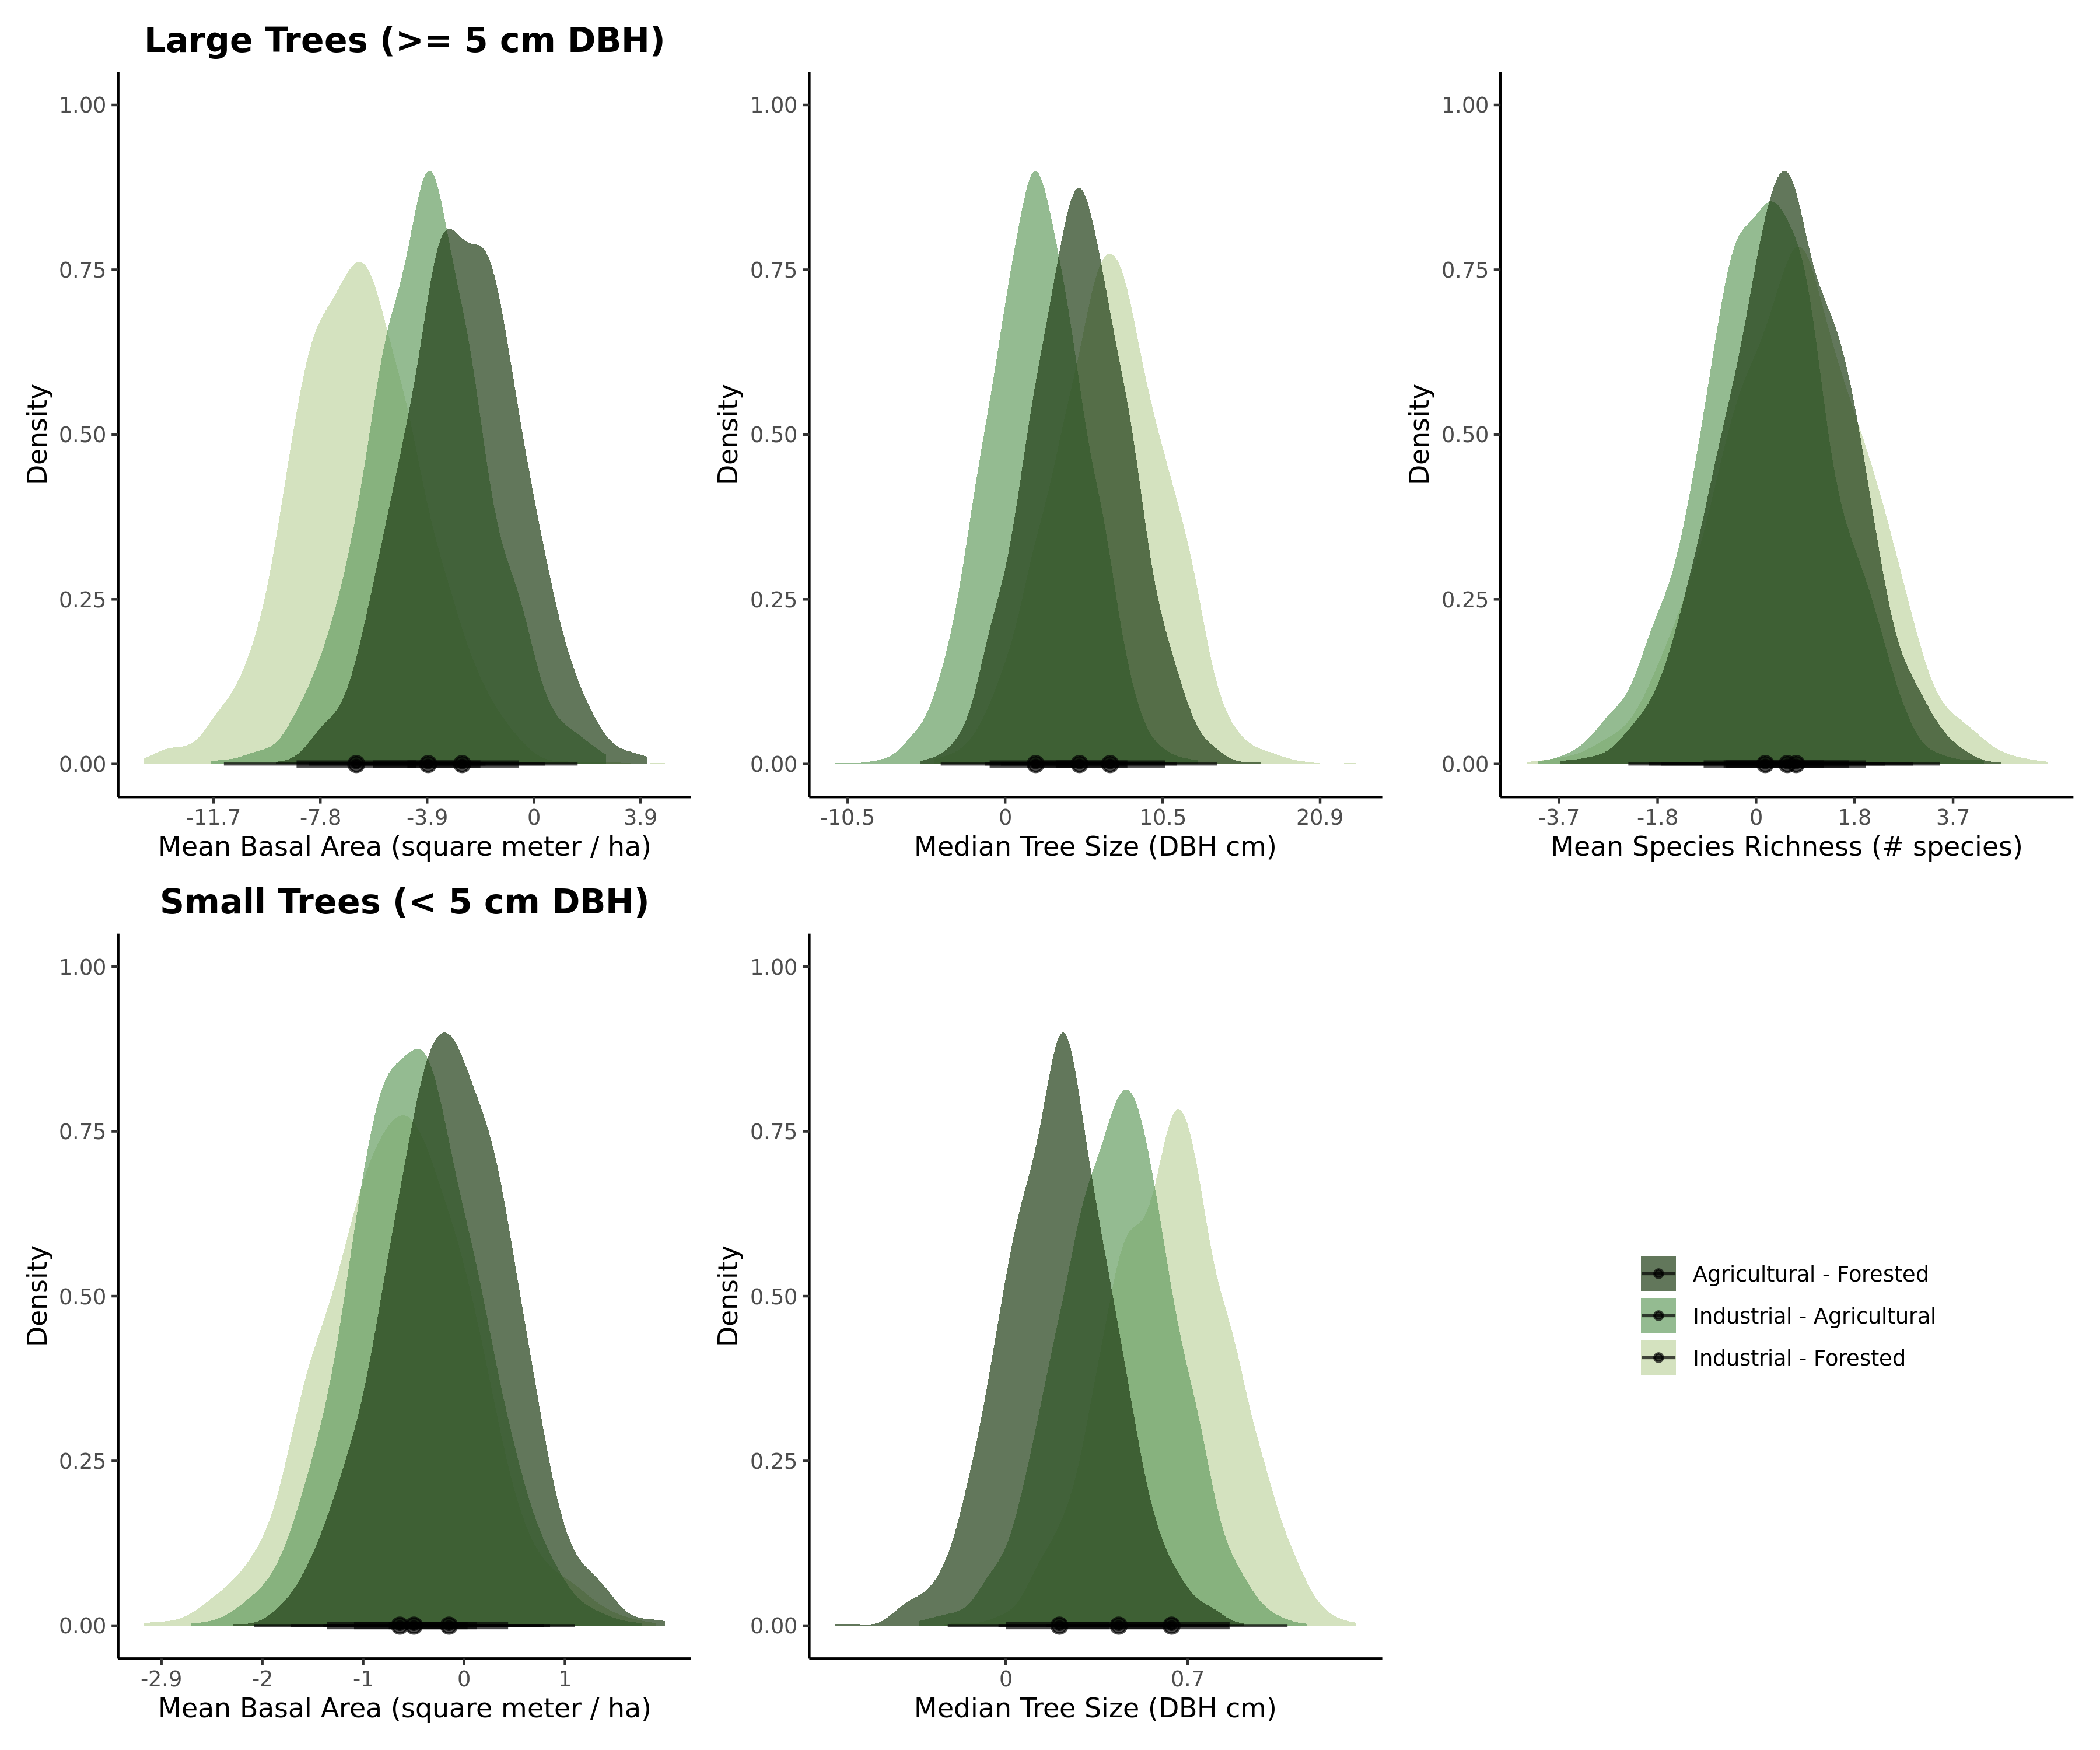 Large Trees (>= 5 cm DBH)
1.00
0.75
0.50
0.25
0.00
Density
-11.7 -7.8 -3.9 0 3.9
Mean Basal Area (square meter / ha)
1.00
0.75
0.50
0.25
0.00
Density
-10.5 0 10.5 20.9
Median Tree Size (DBH cm)
1.00
0.75
0.50
0.25
0.00
Density
-3.7 -1.8 0 1.8 3.7
Mean Species Richness (# species)
Small Trees (< 5 cm DBH)
1.00
0.75
0.50
0.25
0.00
Density
-2.9 -2 -1 0 1
Mean Basal Area (square meter / ha)
1.00
0.75
0.50
0.25
0.00
Density
0 0.7
Median Tree Size (DBH cm)
Agricultural - Forested
Industrial - Agricultural
Industrial - Forested